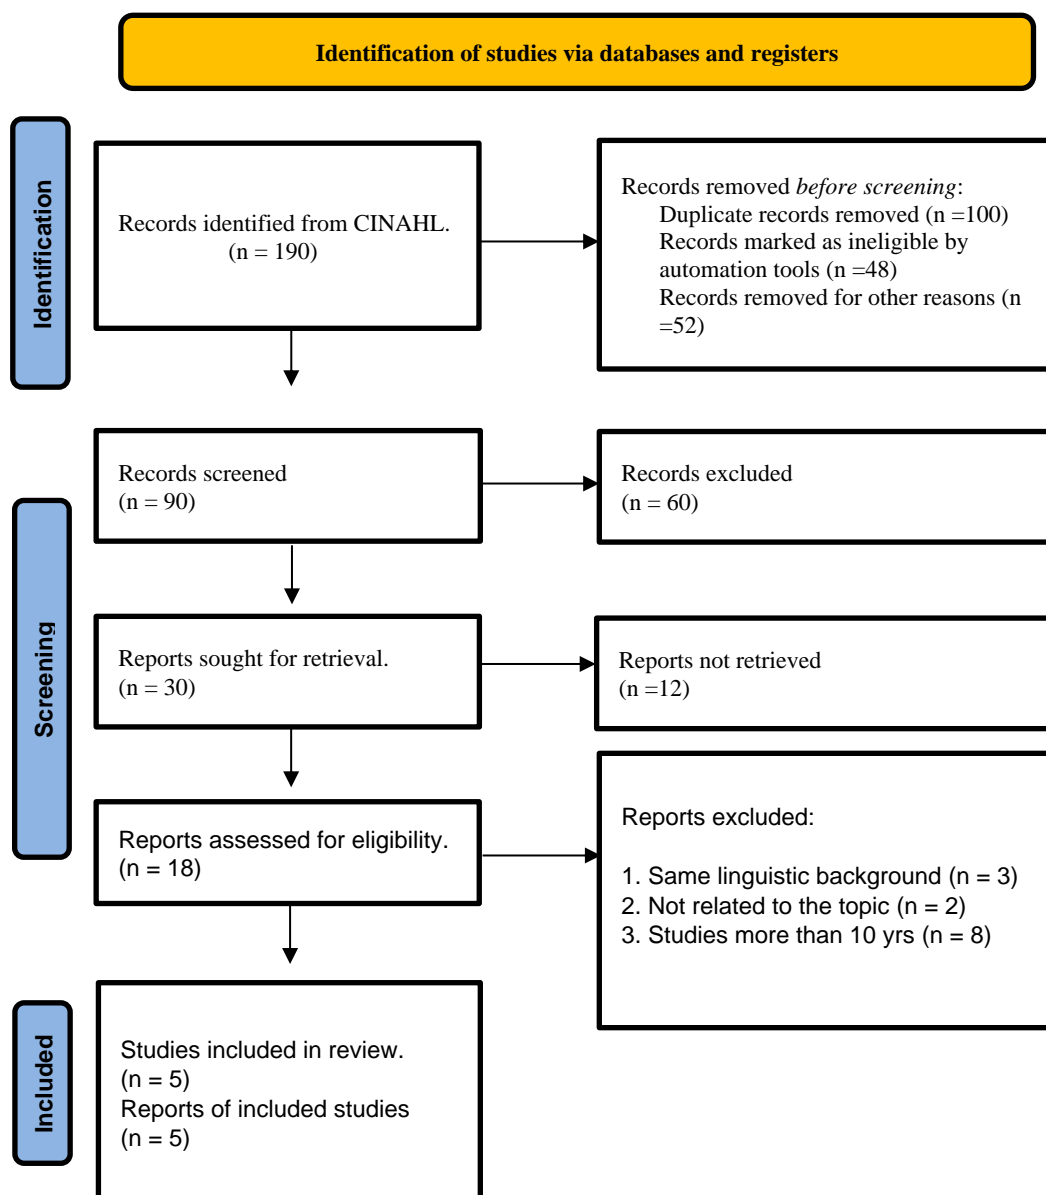 Identification of studies via databases and registers
Identification
Records identified from CINAHL.
(n = 190)
Records removed before screening:
Duplicate records removed (n =100)
Records marked as ineligible by
automation tools (n =48)
Records removed for other reasons (n
=52)
Screening
Records screened
(n = 90)
Records excluded
(n = 60)
Reports sought for retrieval.
(n = 30)
Reports not retrieved
(n =12)
Reports assessed for eligibility.
(n = 18)
Reports excluded:
1. Same linguistic background (n = 3)
2. Not related to the topic (n = 2)
3. Studies more than 10 yrs (n = 8)
Included
Studies included in review.
(n = 5)
Reports of included studies
(n = 5)